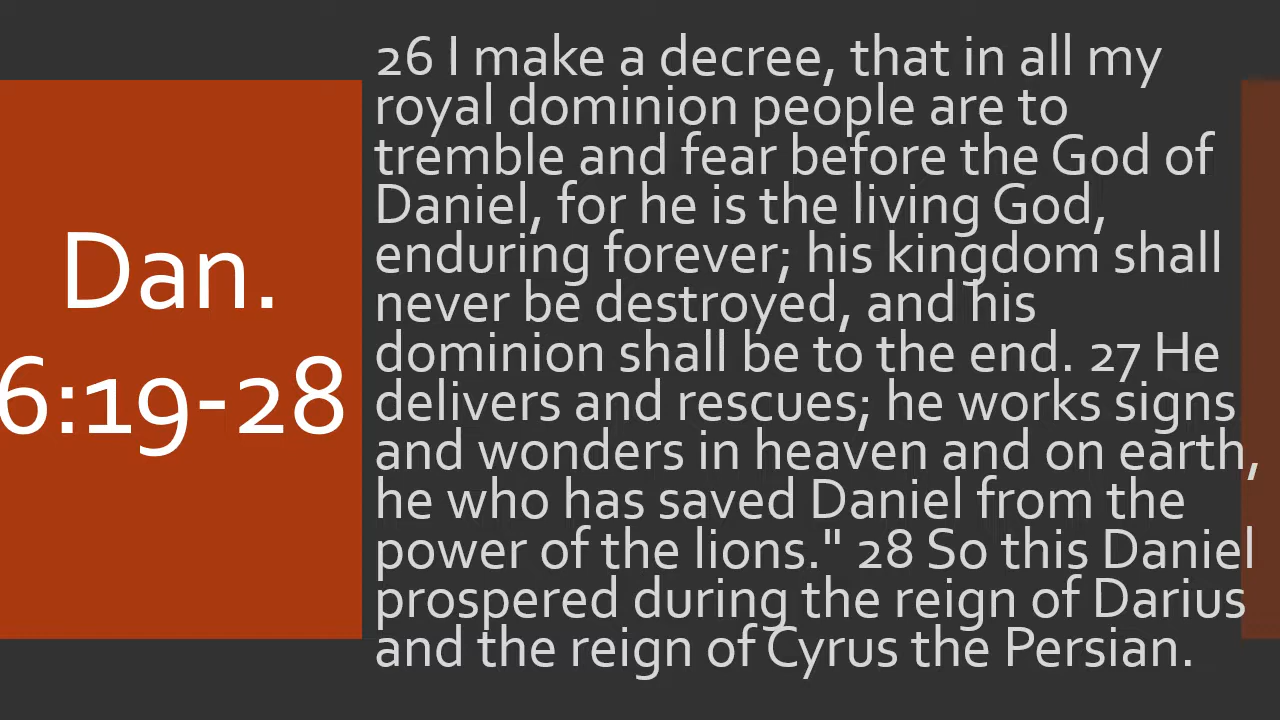 Dan.
6:19-28
26 I make a decree, that in all my
royal dominion people are to
tremble and fear before the God of
Daniel, for he is the living God,
enduring forever; his kingdom shall
never be destroyed, and his
dominion shall be to the end. 27 He
delivers and rescues; he works signs
and wonders in heaven and on earth,
he who has saved Daniel from the
power of the lions." 28 So this Daniel
prospered during the reign of Darius
and the reign of Cyrus the Persian.